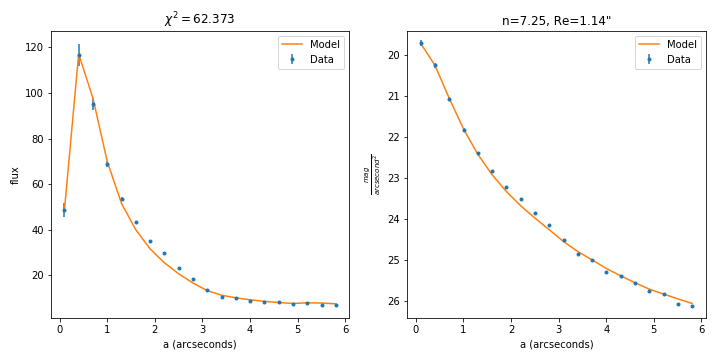 χ² = 62.373
Model
Data
120
100
80
60
40
20
flux
0
1
2
3
4
5
6
a (arcseconds)
n=7.25, Re=1.14"
Model
Data
20
21
22
23
24
25
26
mag
arcsecond²
0
1
2
3
4
5
6
a (arcseconds)